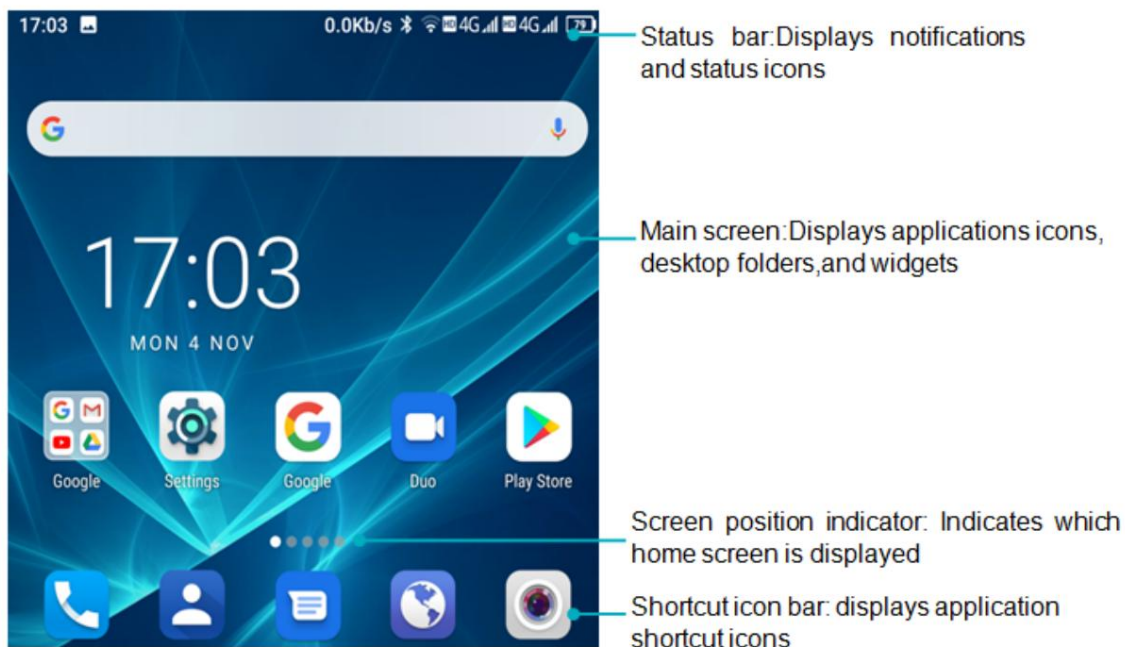 17:03 0.0Kb/s HD 4G HD 4G 79
Status bar:Displays notifications
and status icons
G
Main screen:Displays applications icons,
desktop folders,and widgets
17:03
MON 4 NOV
G M
G
Google Settings Google Duo Play Store
Screen position indicator: Indicates which
home screen is displayed
Shortcut icon bar: displays application
shortcut icons